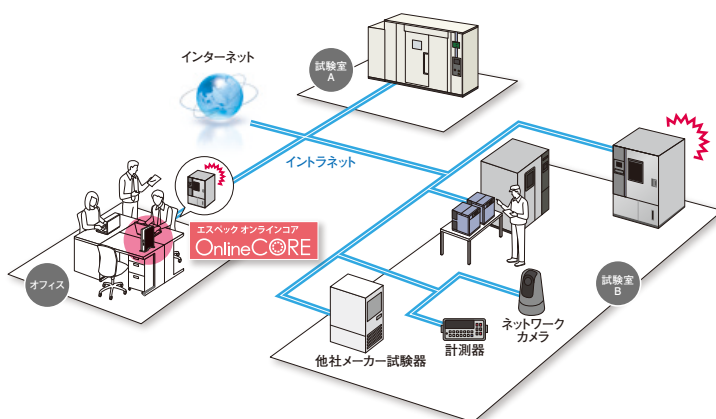 インターネット
試験室
A
イントラネット
エスペック オンラインコア
OnlineCORE
オフィス
試験室
B
ネットワーク
カメラ
計測器
他社メーカー試験器